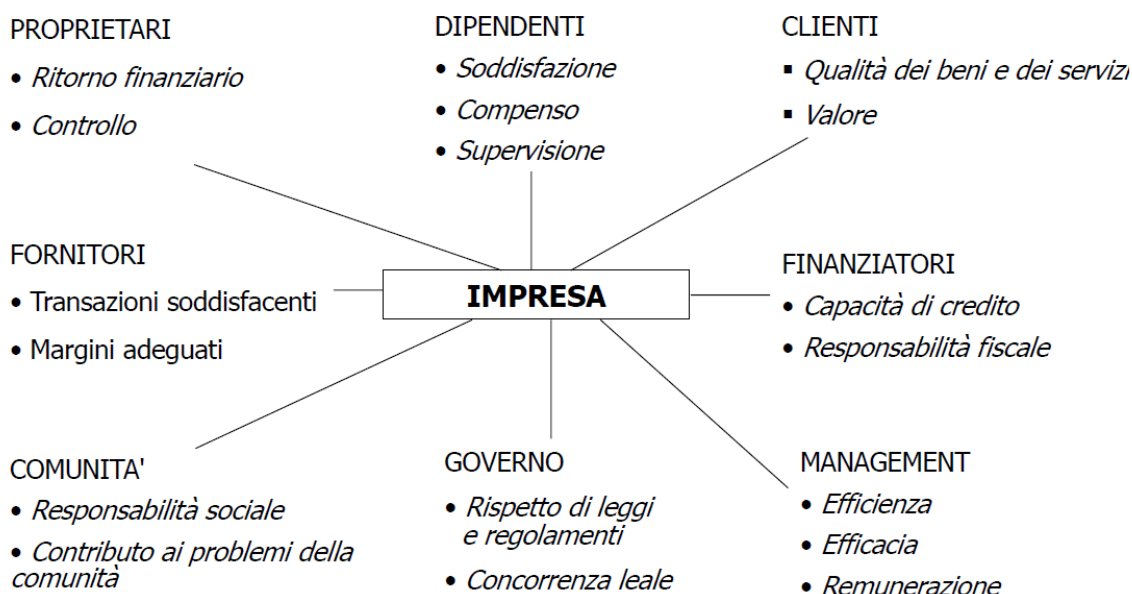 PROPRIETARI
• Ritorno finanziario
• Controllo
DIPENDENTI
• Soddisfazione
• Compenso
• Supervisione
CLIENTI
▪ Qualità dei beni e dei servizi
▪ Valore
FORNITORI
• Transazioni soddisfacenti
• Margini adeguati
IMPRESA
FINANZIATORI
• Capacità di credito
• Responsabilità fiscale
COMUNITA'
• Responsabilità sociale
• Contributo ai problemi della
comunità
GOVERNO
• Rispetto di leggi
e regolamenti
• Concorrenza leale
MANAGEMENT
• Efficienza
• Efficacia
• Remunerazione